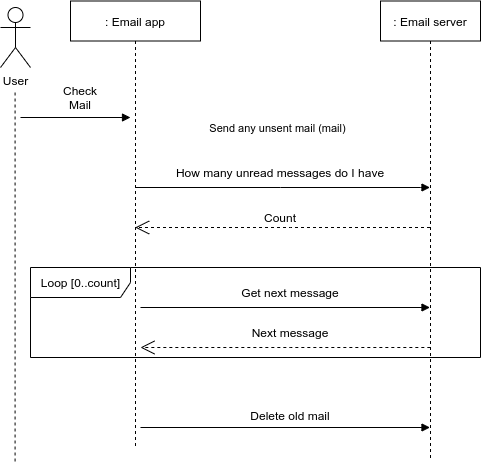 : Email app
: Email server
User
Check
Mail
Send any unsent mail (mail)
How many unread messages do I have
Count
Loop [0..count]
Get next message
Next message
Delete old mail